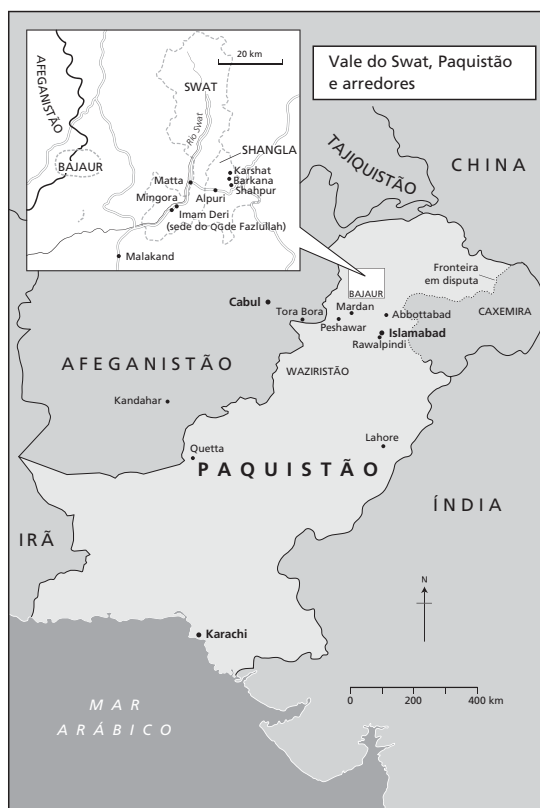 Vale do Swat, Paquistão
e arredores
20 km
AFEGANISTÃO
SWAT
Rio Swat
BAJAUR
SHANGLA
Karshat
Barkana
Shahpur
Matta
Alpuri
Mingora
Imam Deri
(sede do QGde Fazlullah)
Malakand
TAJIQUISTÃO
CHINA
Fronteira
em disputa
BAJAUR
CAXEMIRA
Cabul
Mardan
Abbottabad
Tora Bora
Peshawar
Islamabad
Rawalpindi
AFEGANISTÃO
WAZIRISTÃO
Kandahar
Lahore
Quetta
PAQUISTÃO
ÍNDIA
IRÃ
N
Karachi
0 200 400 km
MAR
ARÁBICO